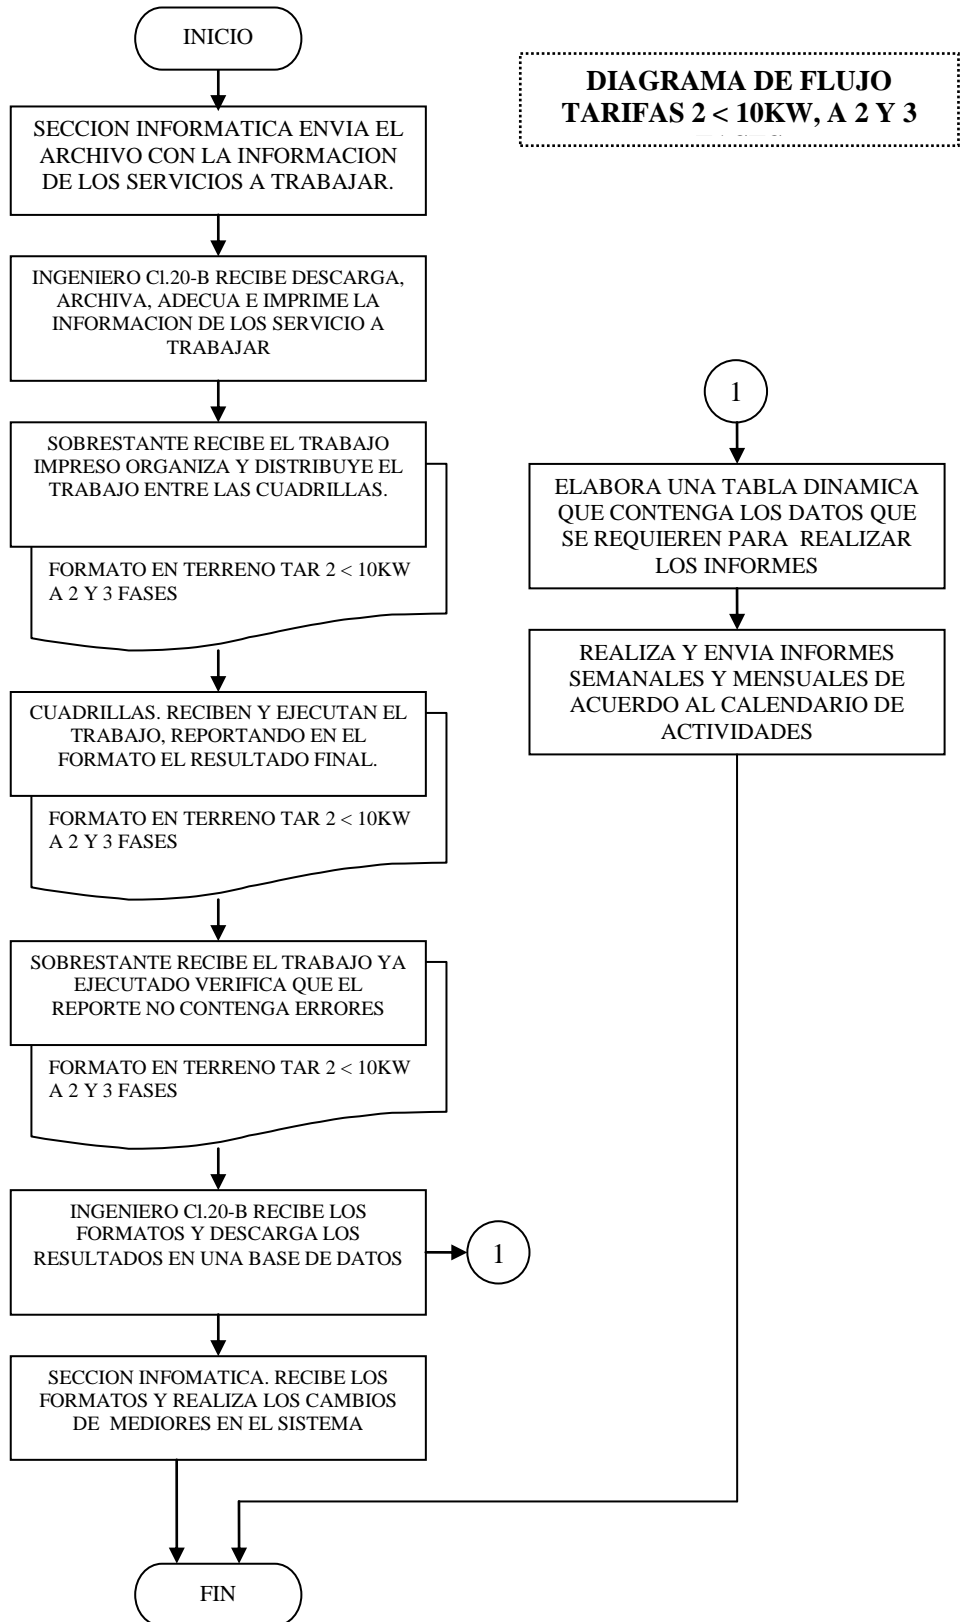 INICIO
DIAGRAMA DE FLUJO
TARIFAS 2 < 10KW, A 2 Y 3
SECCION INFORMATICA ENVIA EL
ARCHIVO CON LA INFORMACION
DE LOS SERVICIOS A TRABAJAR.
INGENIERO Cl.20-B RECIBE DESCARGA,
ARCHIVA, ADECUA E IMPRIME LA
INFORMACION DE LOS SERVICIO A
TRABAJAR
SOBRESTANTE RECIBE EL TRABAJO
IMPRESO ORGANIZA Y DISTRIBUYE EL
TRABAJO ENTRE LAS CUADRILLAS.
FORMATO EN TERRENO TAR 2 < 10KW
A 2 Y 3 FASES
CUADRILLAS. RECIBEN Y EJECUTAN EL
TRABAJO, REPORTANDO EN EL
FORMATO EL RESULTADO FINAL.
FORMATO EN TERRENO TAR 2 < 10KW
A 2 Y 3 FASES
SOBRESTANTE RECIBE EL TRABAJO YA
EJECUTADO VERIFICA QUE EL
REPORTE NO CONTENGA ERRORES
FORMATO EN TERRENO TAR 2 < 10KW
A 2 Y 3 FASES
INGENIERO Cl.20-B RECIBE LOS
FORMATOS Y DESCARGA LOS
RESULTADOS EN UNA BASE DE DATOS
1
SECCION INFOMATICA. RECIBE LOS
FORMATOS Y REALIZA LOS CAMBIOS
DE MEDIORES EN EL SISTEMA
1
ELABORA UNA TABLA DINAMICA
QUE CONTENGA LOS DATOS QUE
SE REQUIEREN PARA REALIZAR
LOS INFORMES
REALIZA Y ENVIA INFORMES
SEMANALES Y MENSUALES DE
ACUERDO AL CALENDARIO DE
ACTIVIDADES
FIN